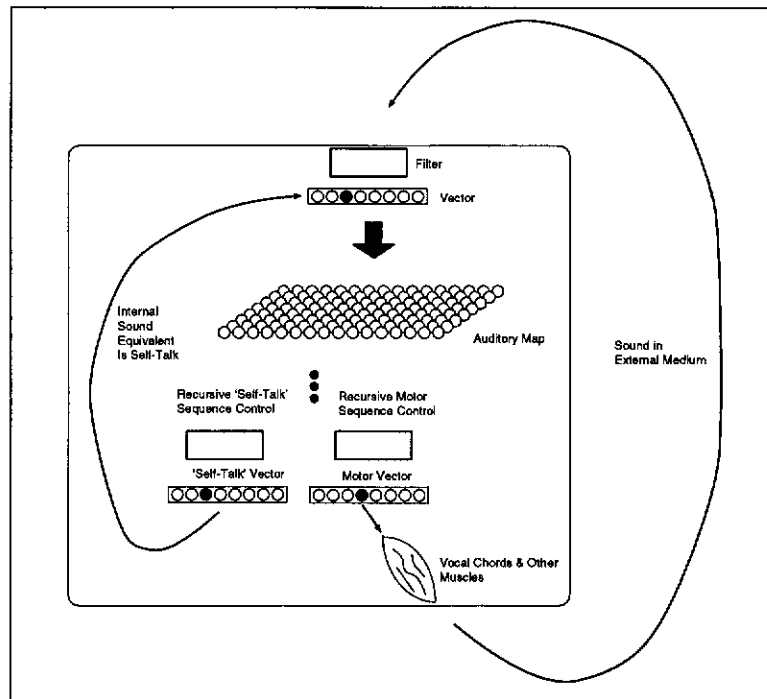 Filter
Vector
Internal
Sound
Equivalent
Is Self-Talk
Auditory Map
Sound in
External Medium
Recursive 'Self-Talk'
Sequence Control
Recursive Motor
Sequence Control
'Self-Talk' Vector
Motor Vector
Vocal Chords & Other
Muscles